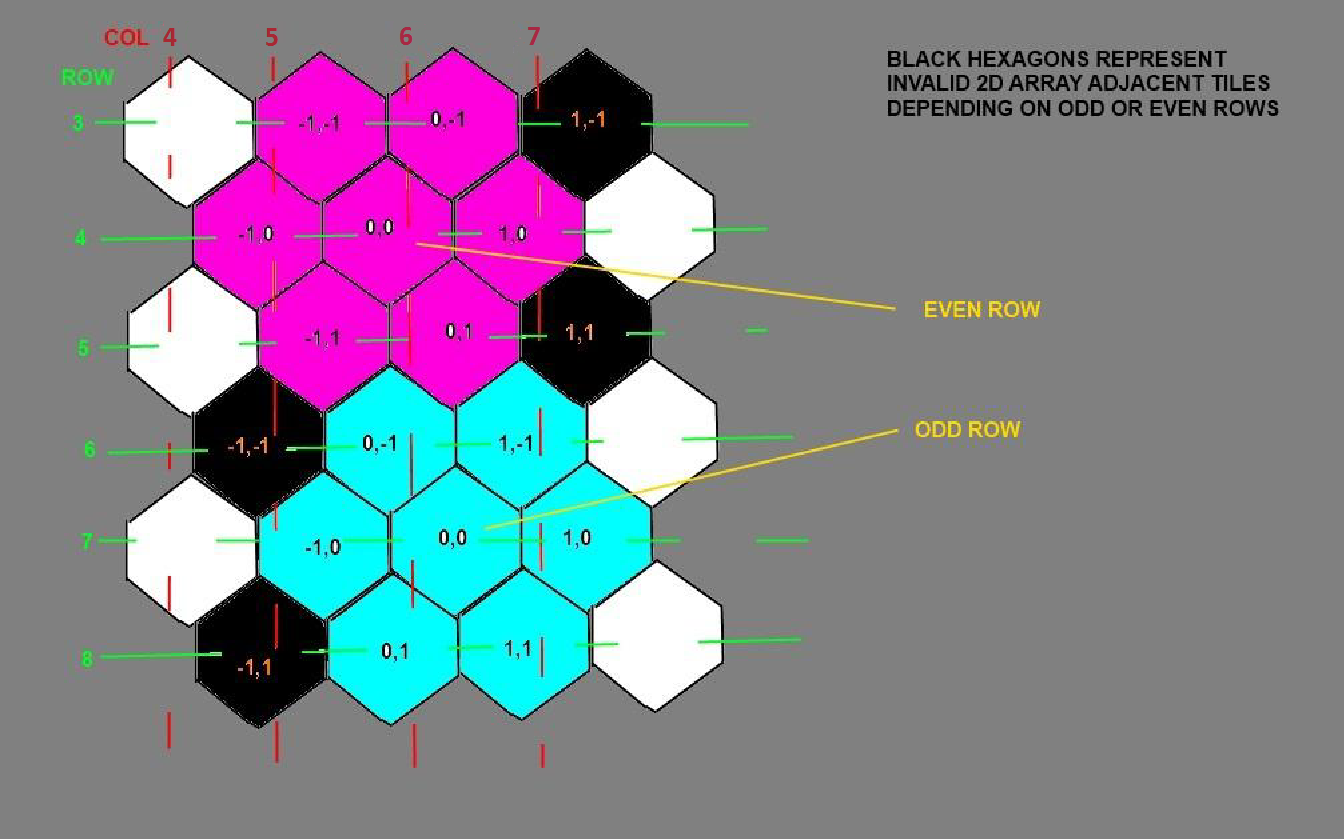 COL 4 5 6 7
BLACK HEXAGONS REPRESENT
INVALID 2D ARRAY ADJACENT TILES
DEPENDING ON ODD OR EVEN ROWS
ROW
3 -1,-1 0,-1 1,-1
4 -1,0 0,0 1,0
EVEN ROW
5 -1,1 0,1 1,1
6 -1,-1 0,-1 1,-1
ODD ROW
7 -1,0 0,0 1,0
8 -1,1 0,1 1,1